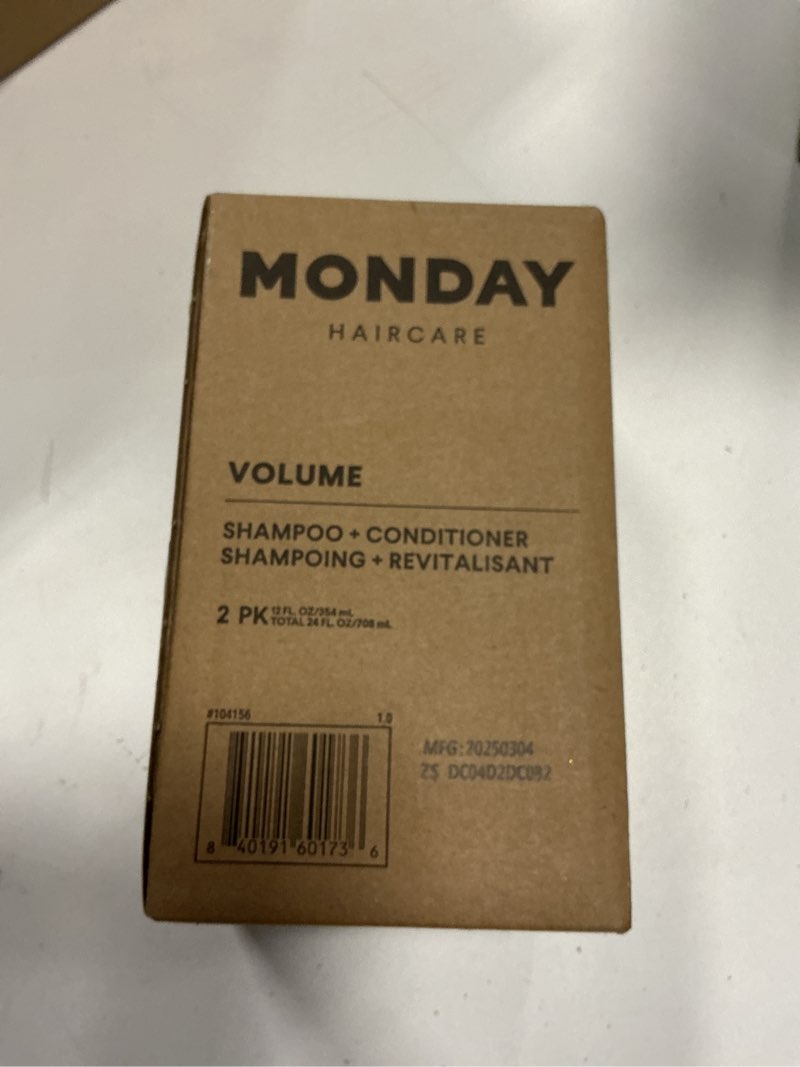 MONDAY
HAIRCARE
VOLUME
SHAMPOO + CONDITIONER
SHAMPOING + REVITALISANT
2 PK 12 FL. OZ/354 mL
TOTAL 24 FL. OZ/708 mL
#104156 1.0
8 40191 60173 6
MFG:20250304
ZS DC04D2DC0B2